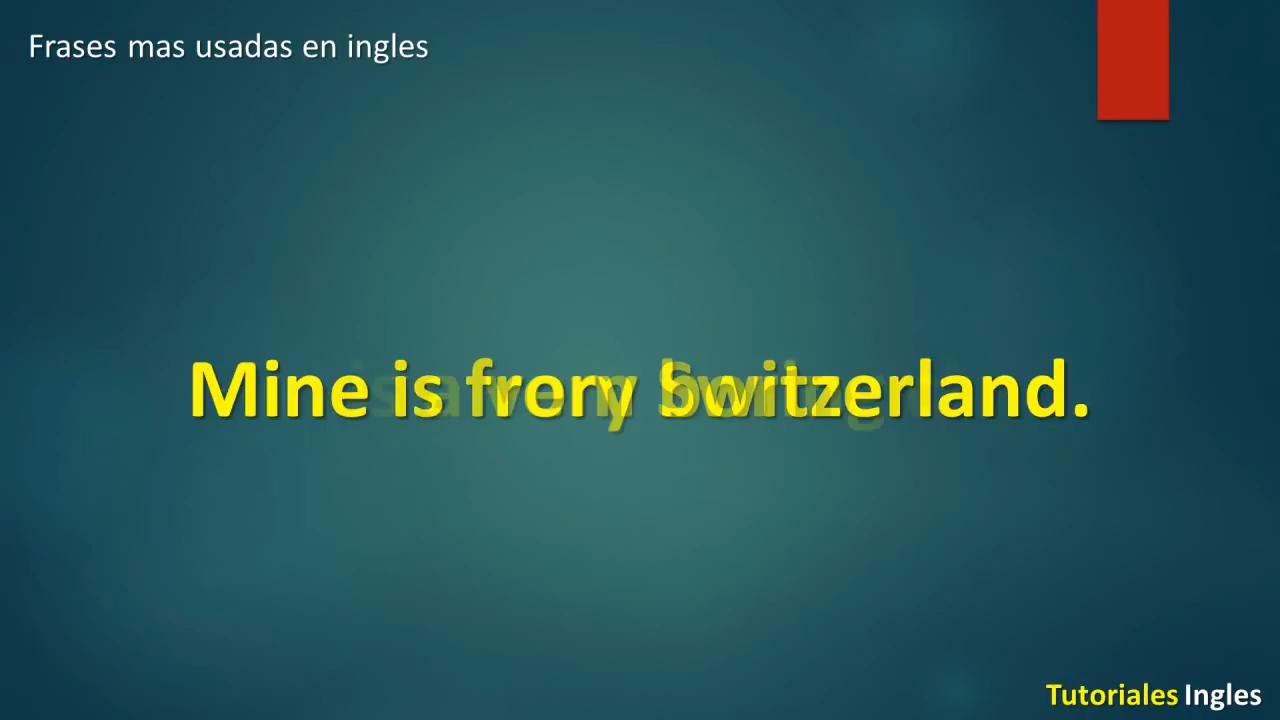 Frases mas usadas en ingles
Mine is from Switzerland.
Tutoriales Ingles